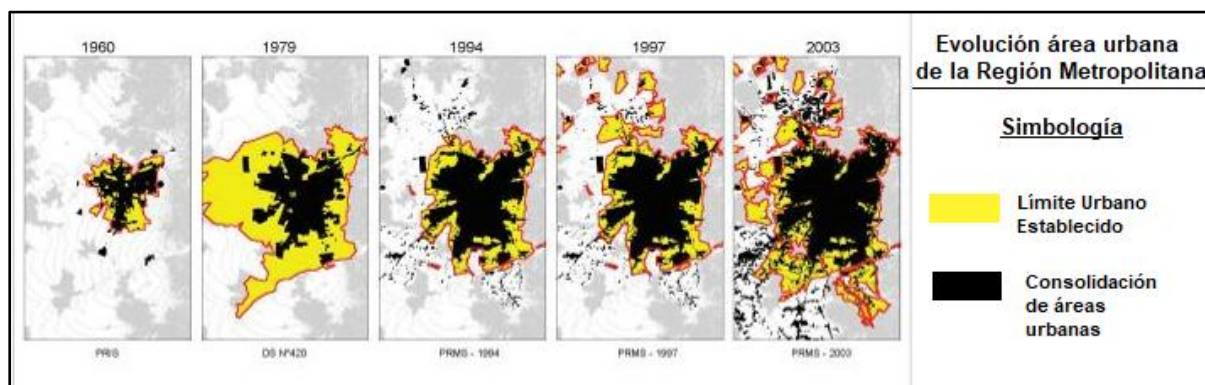 1960
1979
1994
1997
2003
PRIS
DS Nº420
PRMS - 1994
PRMS - 1997
PRMS - 2003
Evolución área urbana
de la Región Metropolitana
Simbología
Límite Urbano
Establecido
Consolidación
de áreas
urbanas